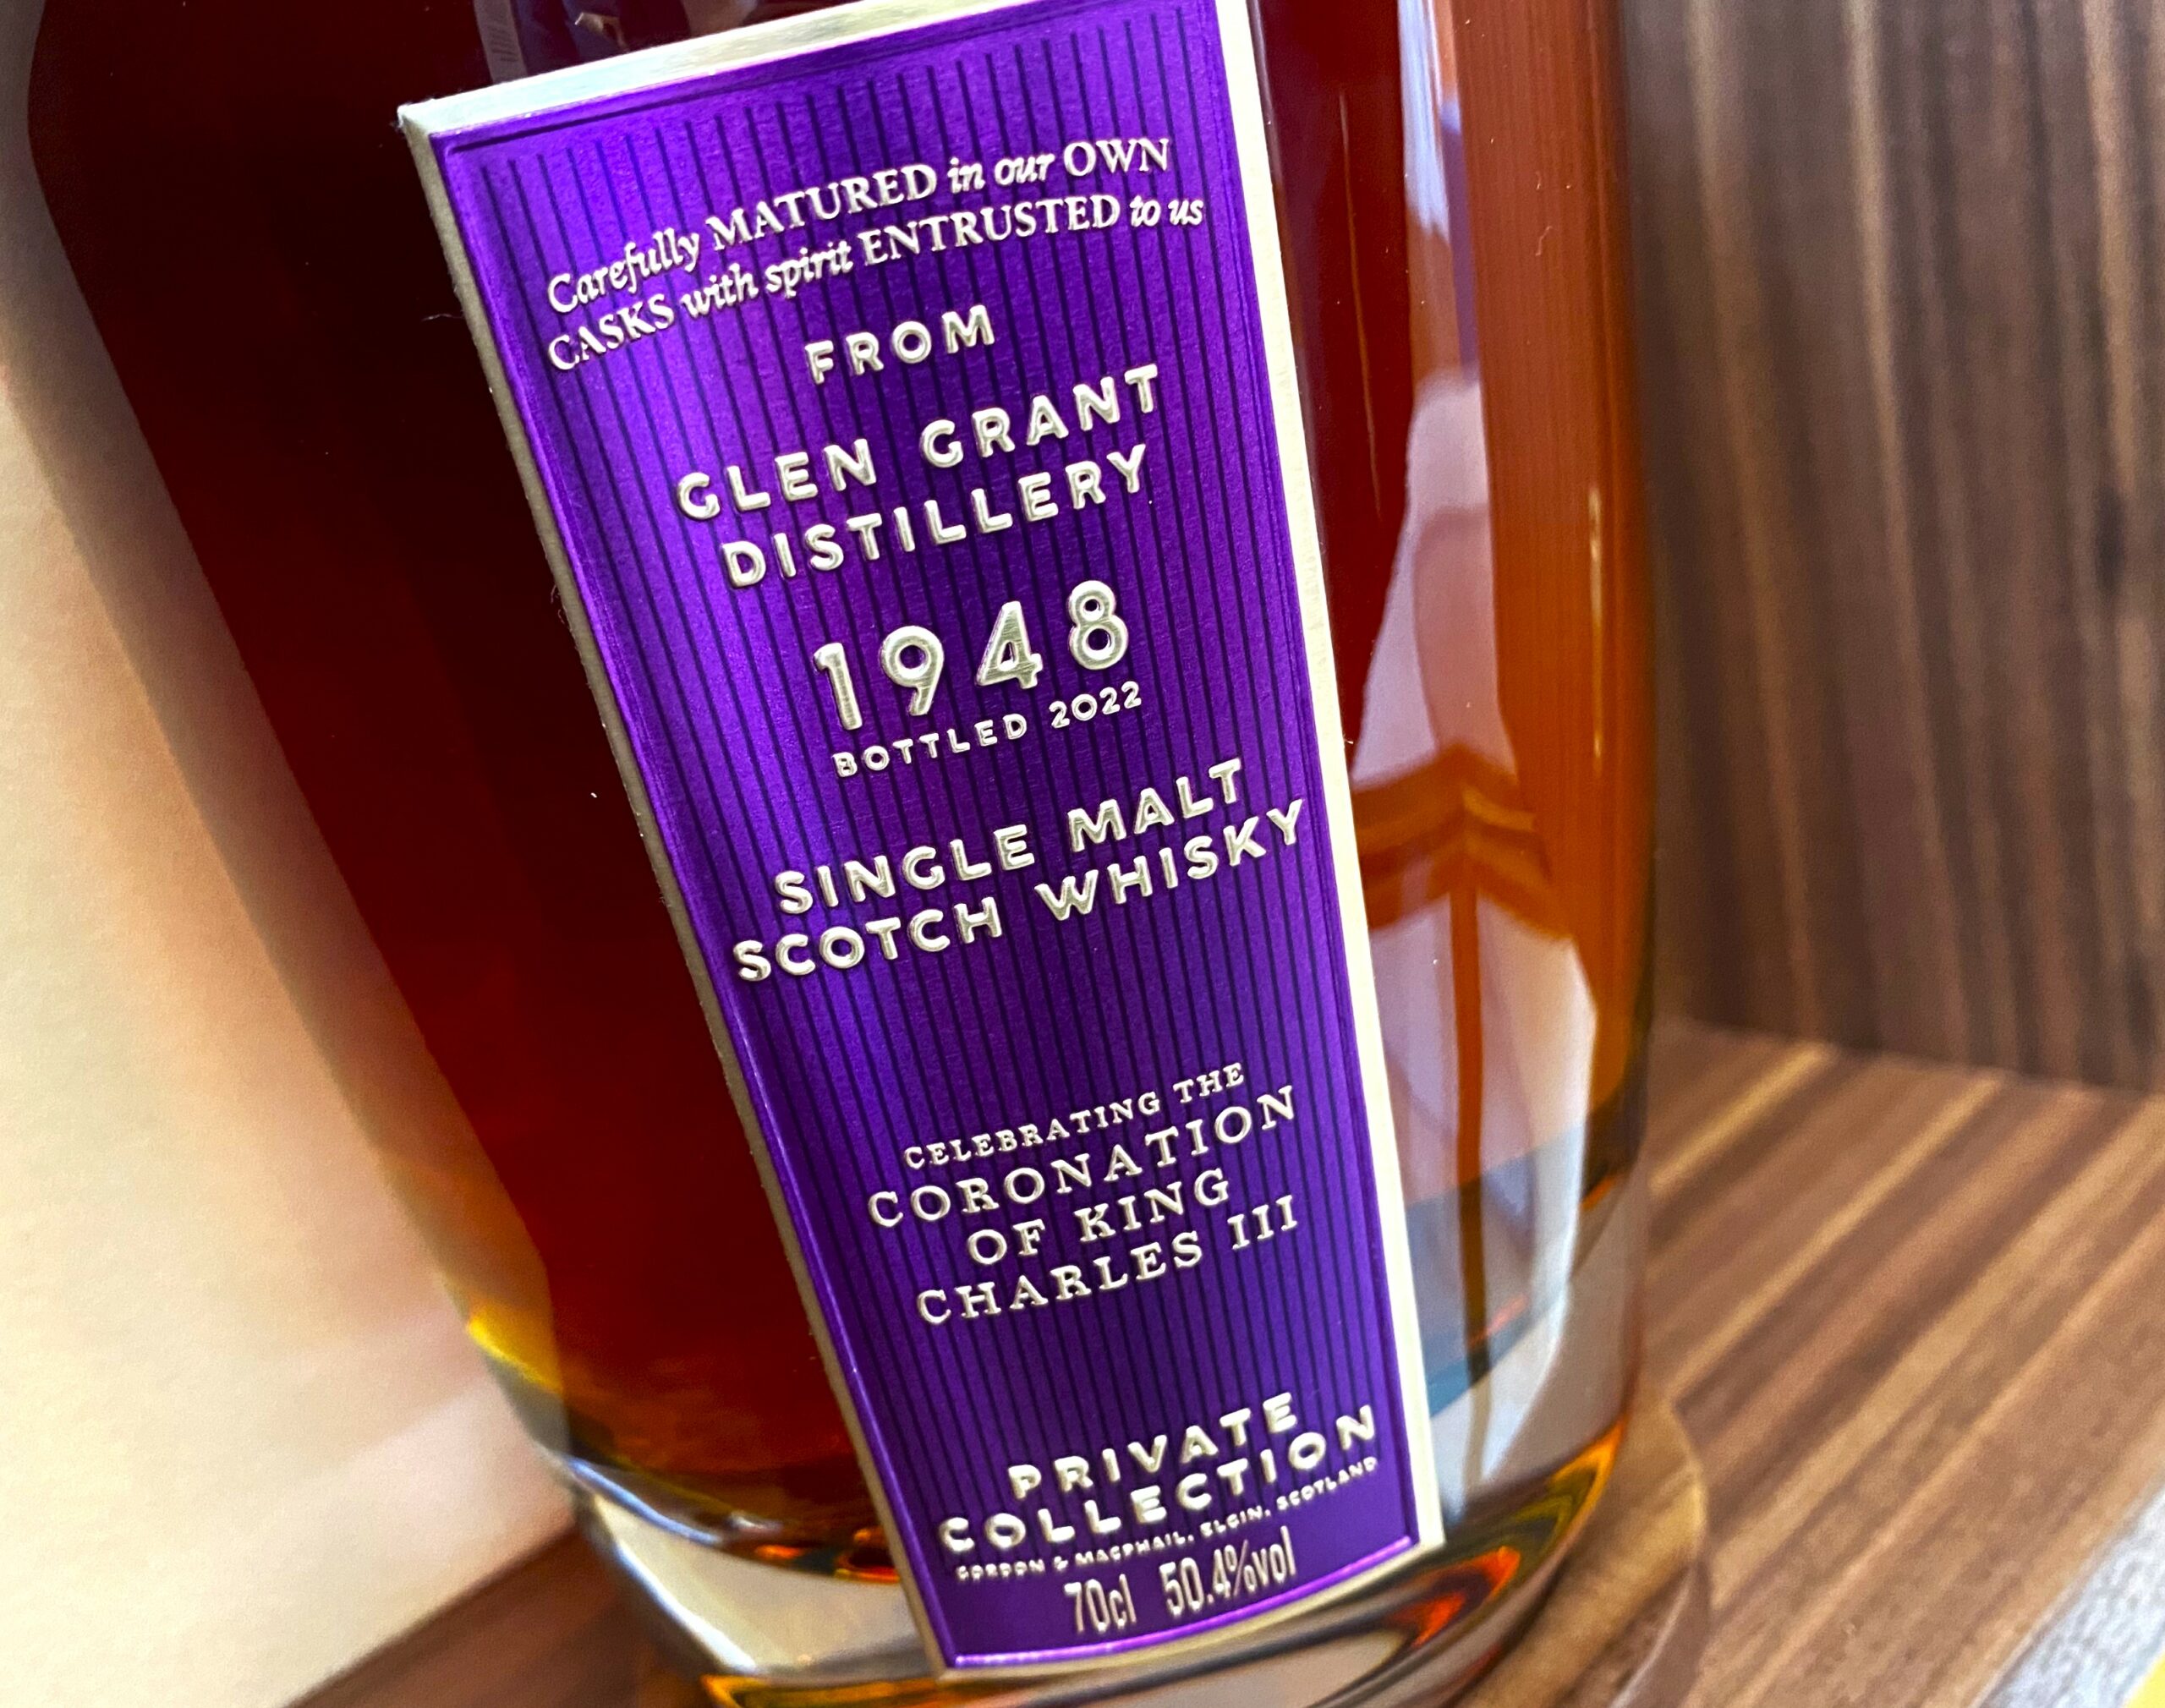 Carefully MATURED in our OWN
CASKS with spirit ENTRUSTED to us
FROM
GLEN GRANT
DISTILLERY
1948
BOTTLED 2022
SINGLE MALT
SCOTCH WHISKY
CELEBRATING THE
CORONATION
OF KING
CHARLES III
PRIVATE
COLLECTION
GORDON & MACPHAIL, ELGIN, SCOTLAND
70cl 50.4%vol